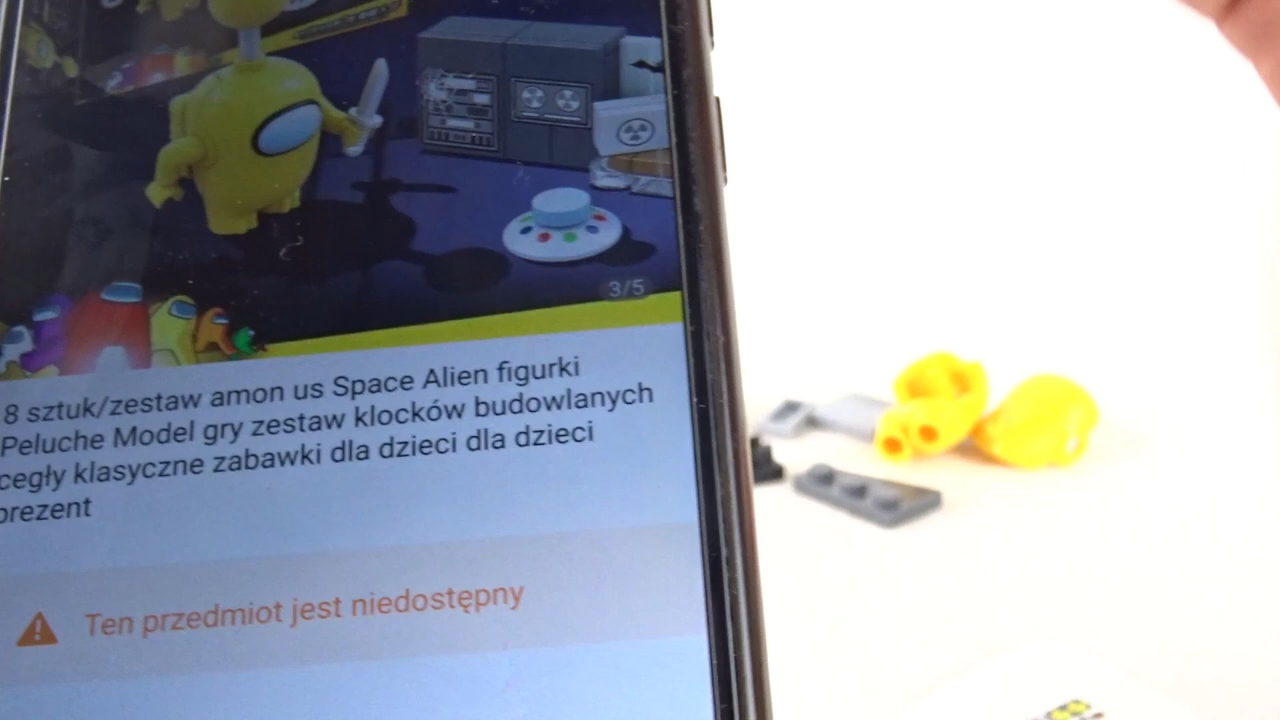 3/5
8 sztuk/zestaw amon us Space Alien figurki
Peluche Model gry zestaw klocków budowlanych
cegły klasyczne zabawki dla dzieci dla dzieci
prezent
Ten przedmiot jest niedostępny